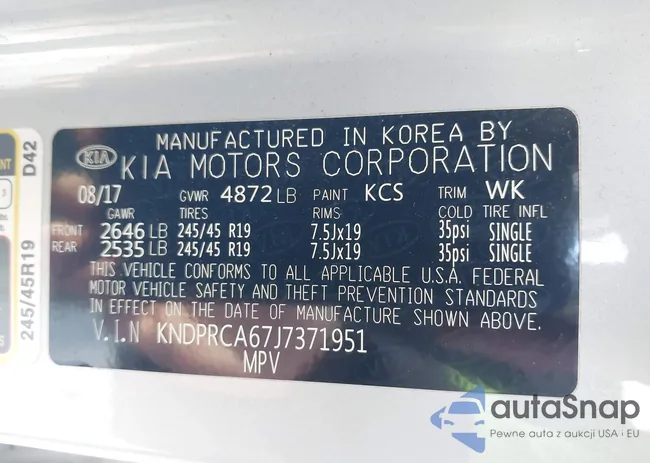 MANUFACTURED IN KOREA BY
KIA KIA MOTORS CORPORATION
08/17 GVWR 4872 LB PAINT KCS TRIM WK
GAWR TIRES RIMS COLD TIRE INFL
FRONT 2646 LB 245/45 R19 7.5Jx19 35psi SINGLE
REAR 2535 LB 245/45 R19 7.5Jx19 35psi SINGLE
THIS VEHICLE CONFORMS TO ALL APPLICABLE U.S.A. FEDERAL
MOTOR VEHICLE SAFETY AND THEFT PREVENTION STANDARDS
IN EFFECT ON THE DATE OF MANUFACTURE SHOWN ABOVE.
V.I.N KNDPRCA67J7371951
MPV
D42
245/45R19
3
autaSnap
Pewne auta z aukcji USA i EU